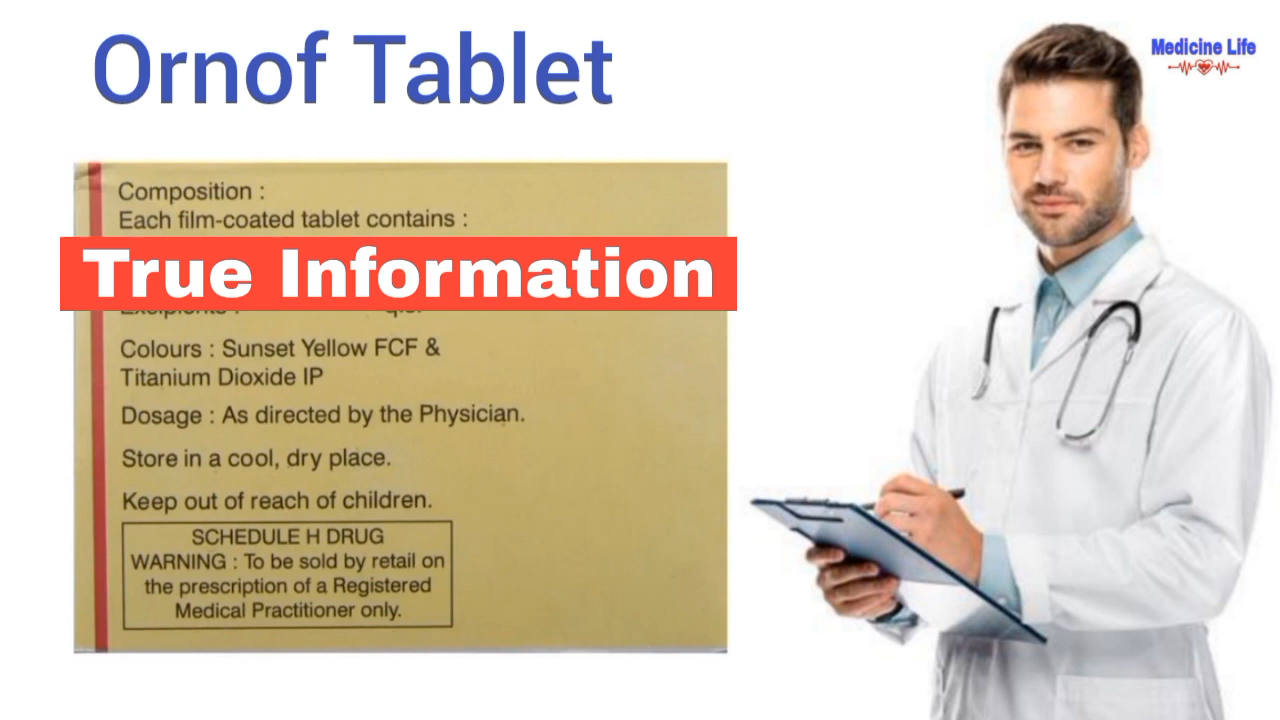 Ornof Tablet
Medicine Life
Composition :
Each film-coated tablet contains :
True Information
Colours : Sunset Yellow FCF &
Titanium Dioxide IP
Dosage : As directed by the Physician.
Store in a cool, dry place.
Keep out of reach of children.
SCHEDULE H DRUG
WARNING : To be sold by retail on
the prescription of a Registered
Medical Practitioner only.